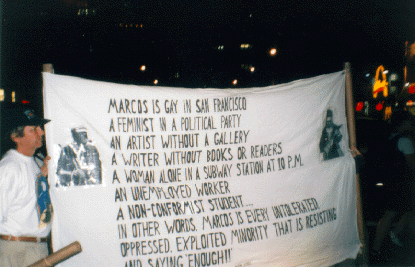 MARCOS IS GAY IN SAN FRANCISCO
A FEMINIST IN A POLITICAL PARTY
AN ARTIST WITHOUT A GALLERY
A WRITER WITHOUT BOOKS OR READERS
A WOMAN ALONE IN A SUBWAY STATION AT 10 P.M.
AN UNEMPLOYED WORKER
A NON-CONFORMIST STUDENT...
IN OTHER WORDS, MARCOS IS EVERY UNTOLERATED
OPPRESSED, EXPLOITED MINORITY THAT IS RESISTING
AND SAYING 'ENOUGH!!'